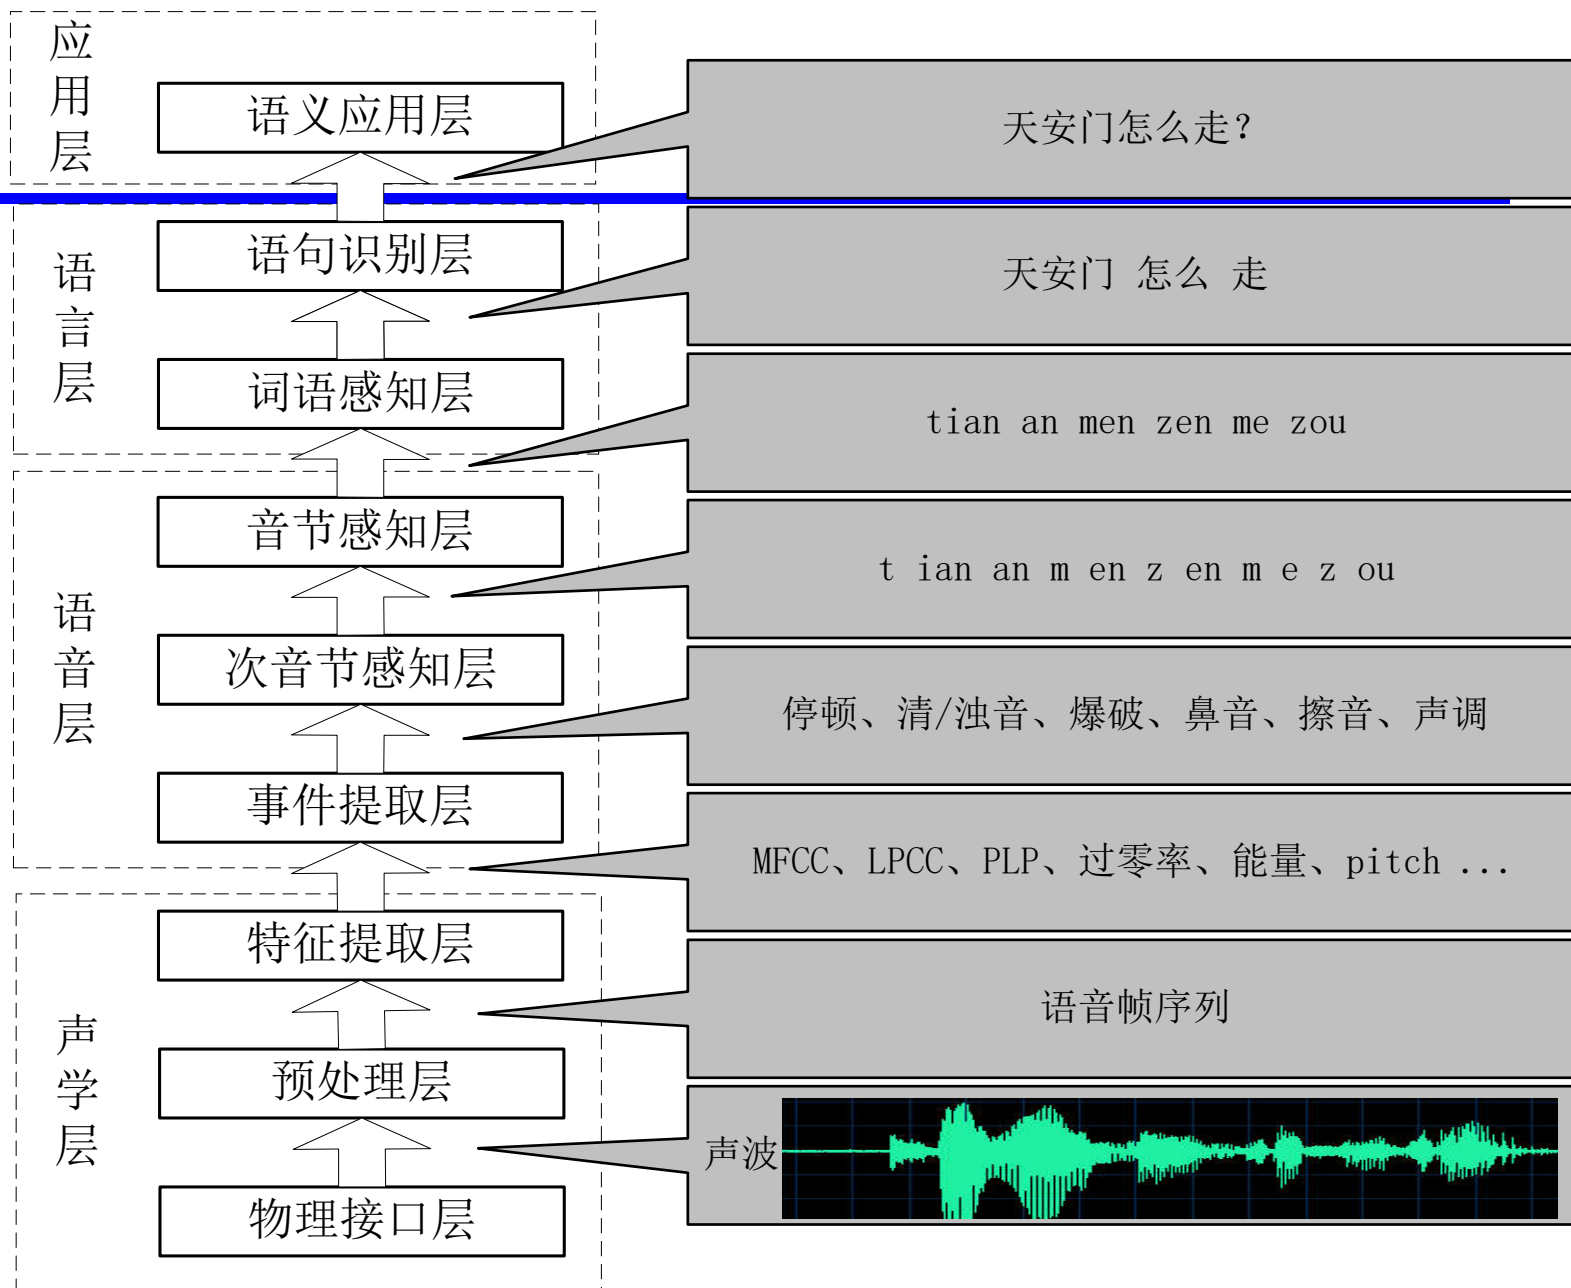 应用层
语义应用层
天安门怎么走?
语言层
语句识别层
天安门 怎么 走
词语感知层
tian an men zen me zou
语音层
音节感知层
t ian an m en z en m e z ou
次音节感知层
停顿、清/浊音、爆破、鼻音、擦音、声调
事件提取层
MFCC、LPCC、PLP、过零率、能量、pitch ...
声学层
特征提取层
语音帧序列
预处理层
声波
物理接口层